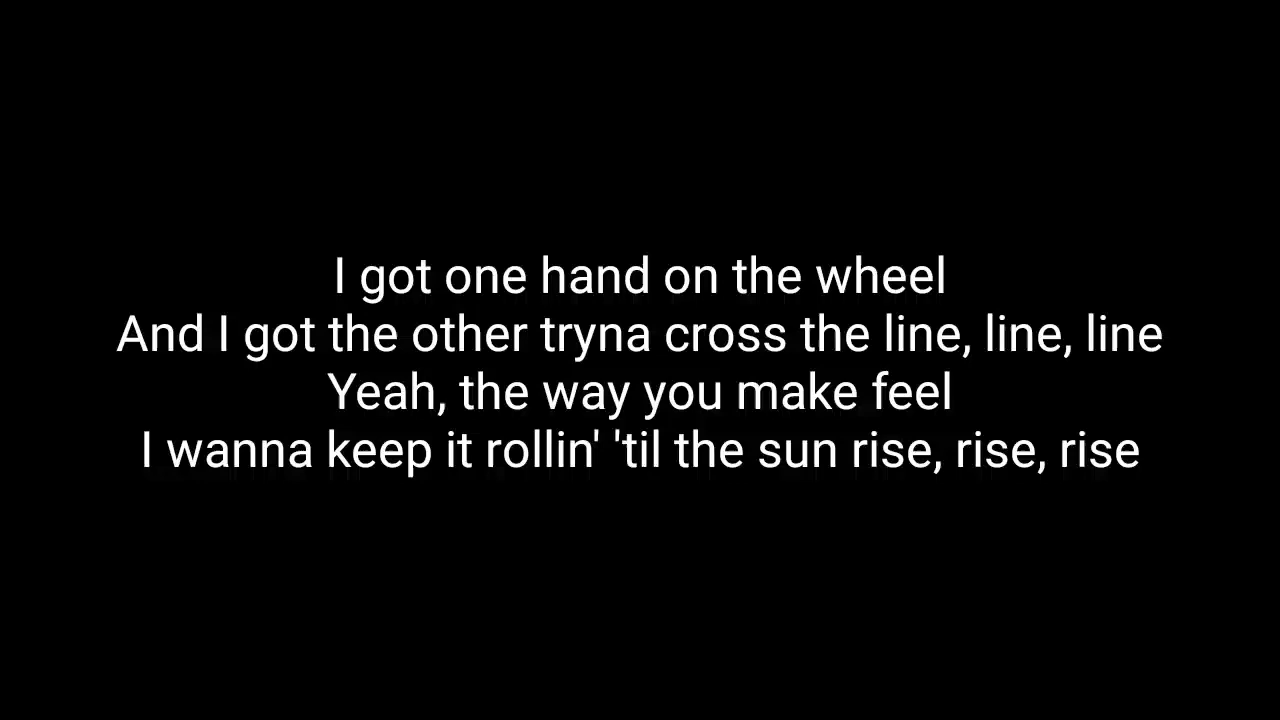 I got one hand on the wheel
And I got the other tryna cross the line, line, line
Yeah, the way you make feel
I wanna keep it rollin' 'til the sun rise, rise, rise